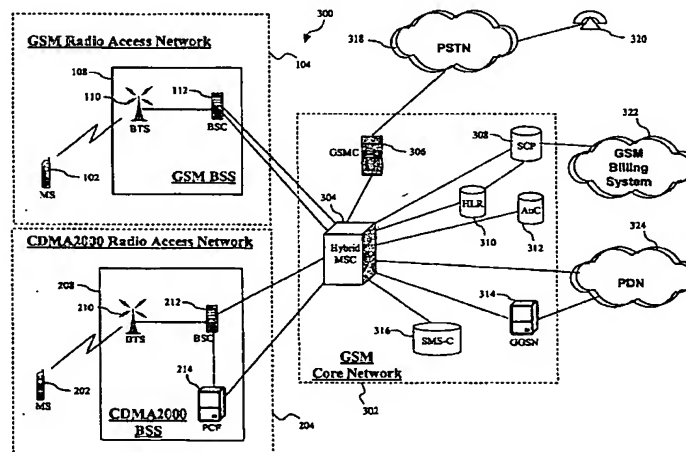 300
GSM Radio Access Network
104
108
110
112
BTS
BSC
MS
102
GSM BSS
318
PSTN
320
GSMC
306
308
SCP
322
GSM
Billing
System
304
Hybrid
MSC
HLR
310
AuC
312
CDMA2000 Radio Access Network
208
210
212
BTS
BSC
MS
202
214
PCF
CDMA2000
BSS
204
324
PDN
314
GGSN
316
SMS-C
GSM
Core Network
302